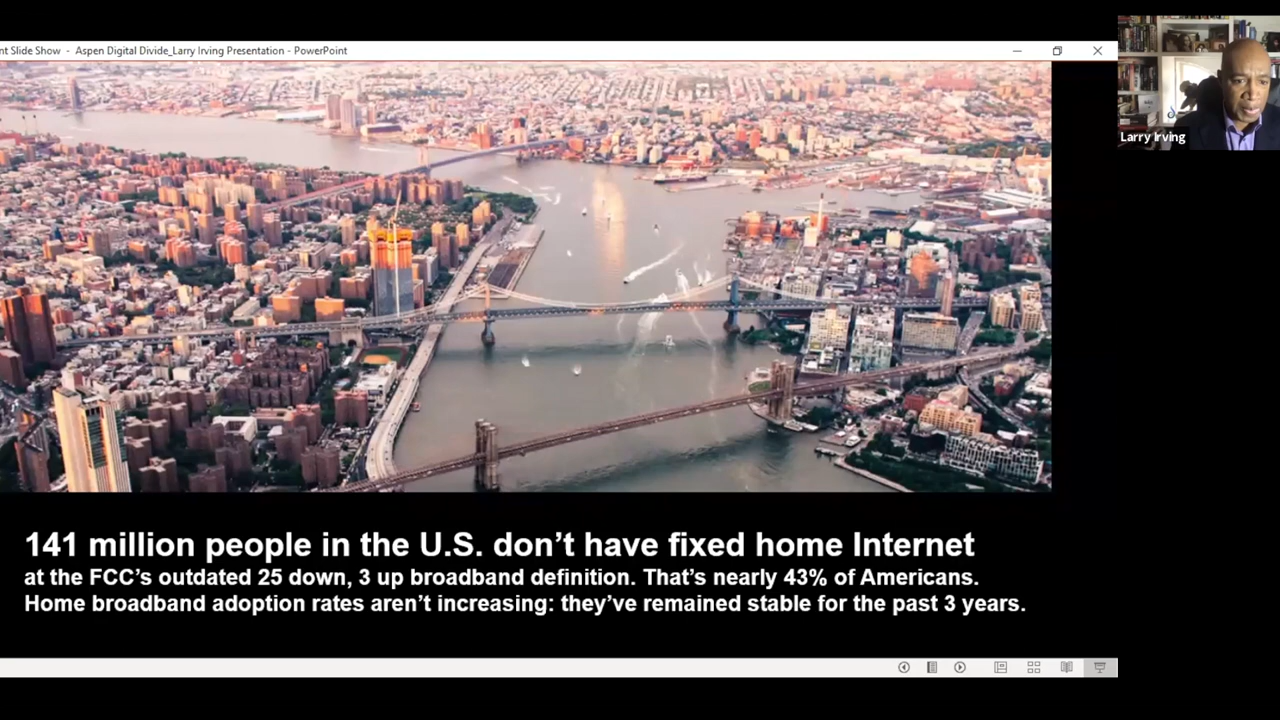 nt Slide Show - Aspen Digital Divide_Larry Irving Presentation - PowerPoint
Larry Irving
141 million people in the U.S. don't have fixed home Internet
at the FCC's outdated 25 down, 3 up broadband definition. That's nearly 43% of Americans.
Home broadband adoption rates aren't increasing: they've remained stable for the past 3 years.